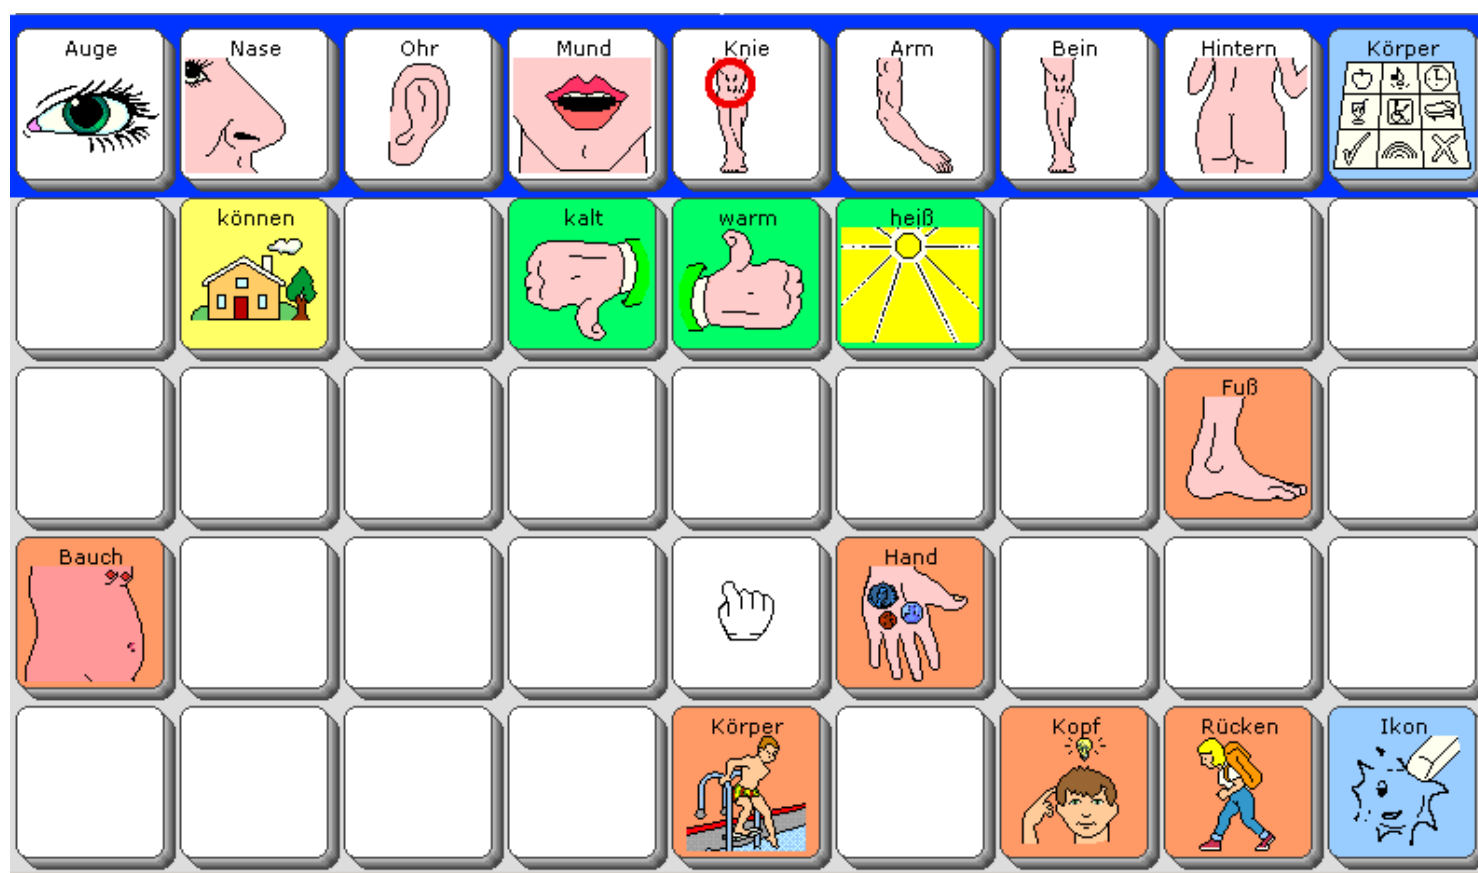 Auge
Nase
Ohr
Mund
Knie
Arm
Bein
Hintern
Körper
können
kalt
warm
heiß
Fuß
Bauch
Hand
Körper
Kopf
Rücken
Ikon